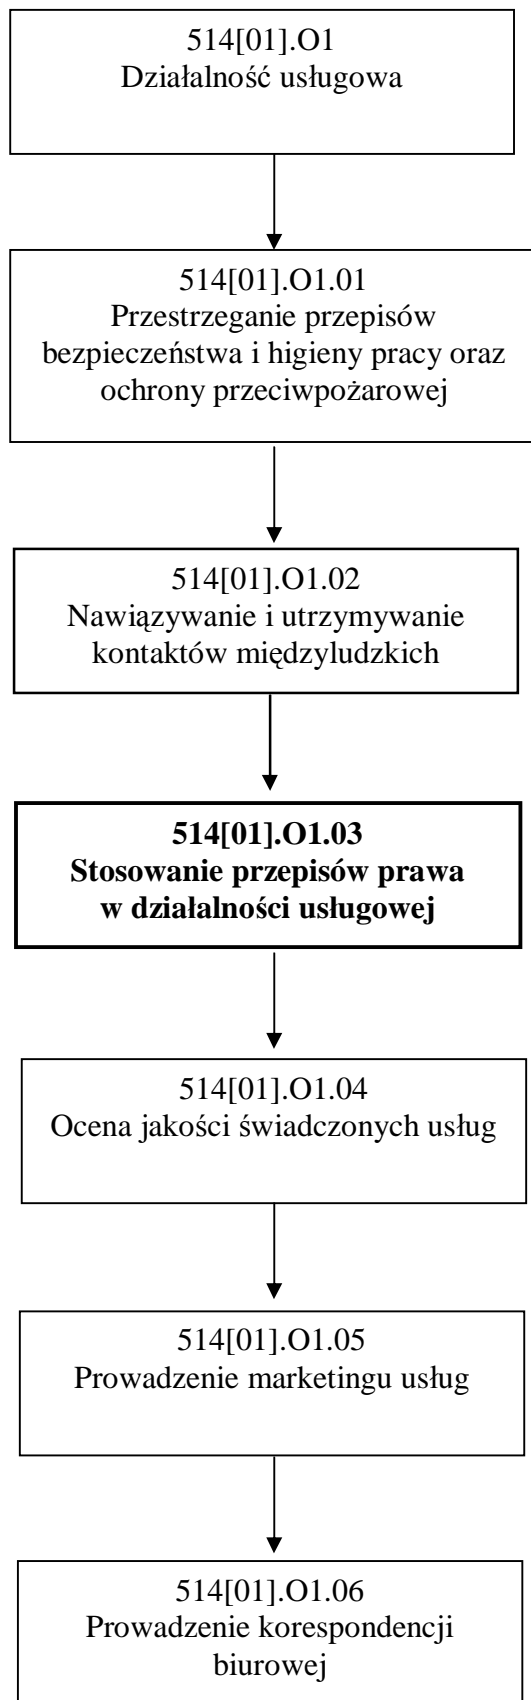 514[01].O1
Działalność usługowa
514[01].O1.01
Przestrzeganie przepisów
bezpieczeństwa i higieny pracy oraz
ochrony przeciwpożarowej
514[01].O1.02
Nawiązywanie i utrzymywanie
kontaktów międzyludzkich
514[01].O1.03
Stosowanie przepisów prawa
w działalności usługowej
514[01].O1.04
Ocena jakości świadczonych usług
514[01].O1.05
Prowadzenie marketingu usług
514[01].O1.06
Prowadzenie korespondencji
biurowej